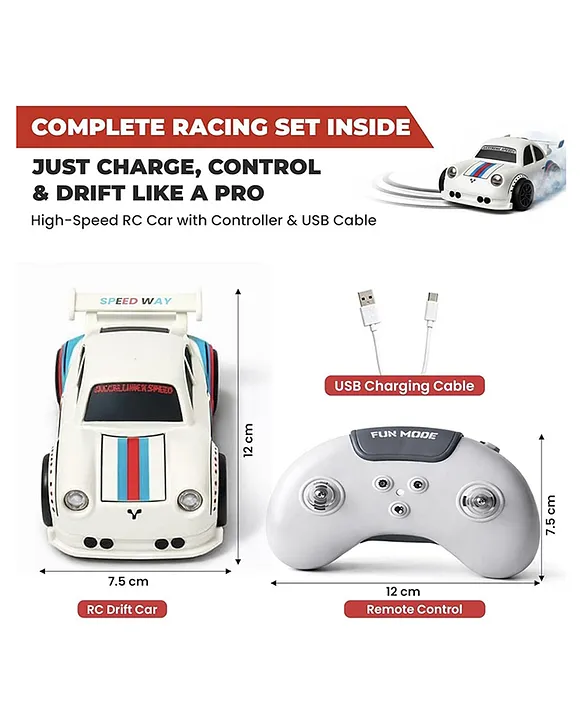 COMPLETE RACING SET INSIDE
JUST CHARGE, CONTROL
& DRIFT LIKE A PRO
High-Speed RC Car with Controller & USB Cable
SPEED WAY
12 cm
7.5 cm
RC Drift Car
USB Charging Cable
FUN MODE
7.5 cm
12 cm
Remote Control